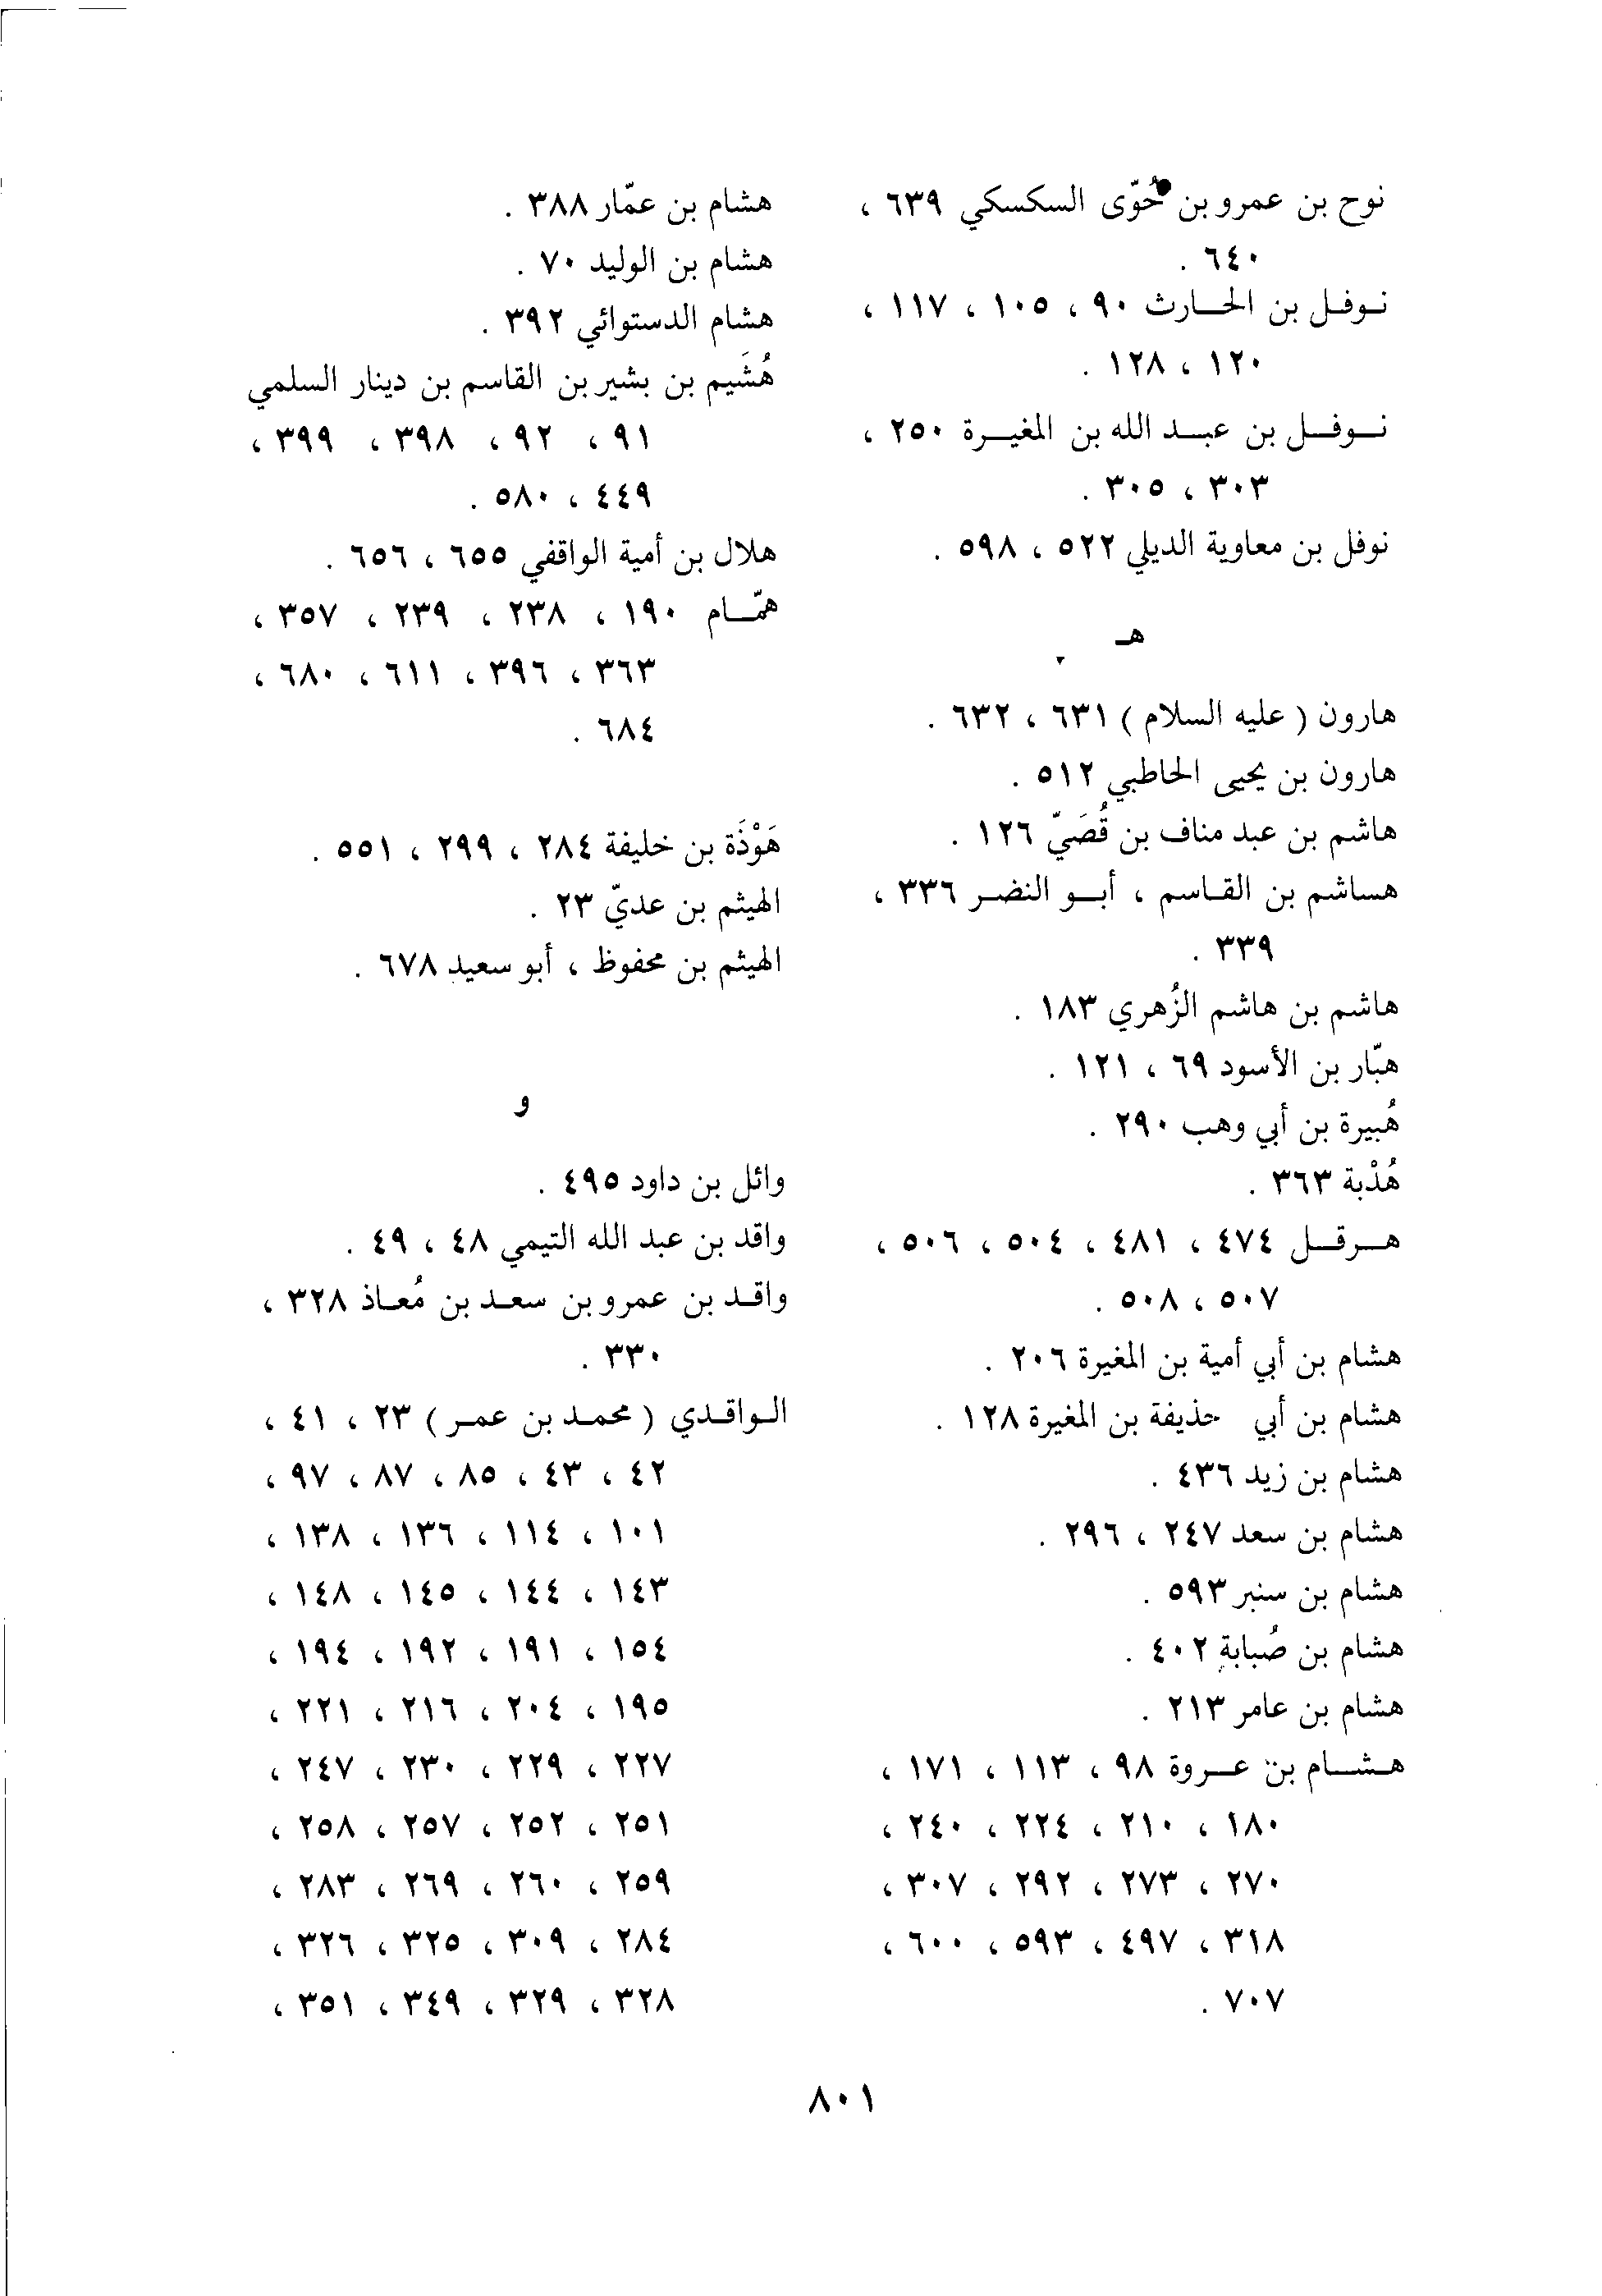 نوح بن عمرو بن حُوّى السكسكي ٦٣٩ ،
٦٤٠ .
نوفل بن الحارث ٩٠ ، ١٠٥ ، ١١٧ ،
١٢٠ ، ١٢٨ .
نوفل بن عبد الله بن المغيرة ٢٥٠ ،
٣٠٣ ، ٣٠٥ .
نوفل بن معاوية الديلي ٥٢٢ ، ٥٩٨ .
هـ
هارون ( عليه السلام ) ٦٣١ ، ٦٣٢ .
هارون بن يحيى الحاطبي ٥١٢ .
هاشم بن عبد مناف بن قُصَيّ ١٢٦ .
هساشم بن القاسم ، أبو النضر ٣٣٦ ،
٣٣٩ .
هاشم بن هاشم الزُهري ١٨٣ .
هبّار بن الأسود ٦٩ ، ١٢١ .
هُبيرة بن أبي وهب ٢٩٠ .
هُدْبة ٣٦٣ .
هرقل ٤٧٤ ، ٤٨١ ، ٥٠٤ ، ٥٠٦ ،
٥٠٧ ، ٥٠٨ .
هشام بن أبي أمية بن المغيرة ٢٠٦ .
هشام بن أبي حذيفة بن المغيرة ١٢٨ .
هشام بن زيد ٤٣٦ .
هشام بن سعد ٢٤٧ ، ٢٩٦ .
هشام بن سنبر ٥٩٣ .
هشام بن صُبابة ٤٠٢ .
هشام بن عامر ٢١٣ .
هشام بن عروة ٩٨ ، ١١٣ ، ١٧١ ،
١٨٠ ، ٢١٠ ، ٢٢٤ ، ٢٤٠ ،
٢٧٠ ، ٢٧٣ ، ٢٩٢ ، ٣٠٧ ،
٣١٨ ، ٤٩٧ ، ٥٩٣ ، ٦٠٠ ،
٧٠٧ .
هشام بن عمّار ٣٨٨ .
هشام بن الوليد ٧٠ .
هشام الدستوائي ٣٩٢ .
هُشَيم بن بشير بن القاسم بن دينار السلمي
٩١ ، ٩٢ ، ٣٩٨ ، ٣٩٩ ،
٤٤٩ ، ٥٨٠ .
هلال بن أمية الواقفي ٦٥٥ ، ٦٥٦ .
همّام ١٩٠ ، ٢٣٨ ، ٢٣٩ ، ٣٥٧ ،
٣٦٣ ، ٣٩٦ ، ٦١١ ، ٦٨٠ ،
٦٨٤ .
هَوْذَة بن خليفة ٢٨٤ ، ٢٩٩ ، ٥٥١ .
الهيثم بن عديّ ٢٣ .
الهيثم بن محفوظ ، أبو سعيد ٦٧٨ .
و
وائل بن داود ٤٩٥ .
واقد بن عبد الله التيمي ٤٨ ، ٤٩ .
واقد بن عمرو بن سعد بن مُعاذ ٣٢٨ ،
٣٣٠ .
الواقدي ( محمد بن عمر ) ٢٣ ، ٤١ ،
٤٢ ، ٤٣ ، ٨٥ ، ٨٧ ، ٩٧ ،
١٠١ ، ١١٤ ، ١٣٦ ، ١٣٨ ،
١٤٣ ، ١٤٤ ، ١٤٥ ، ١٤٨ ،
١٥٤ ، ١٩١ ، ١٩٢ ، ١٩٤ ،
١٩٥ ، ٢٠٤ ، ٢١٦ ، ٢٢١ ،
٢٢٧ ، ٢٢٩ ، ٢٣٠ ، ٢٤٧ ،
٢٥١ ، ٢٥٢ ، ٢٥٧ ، ٢٥٨ ،
٢٥٩ ، ٢٦٠ ، ٢٦٩ ، ٢٨٣ ،
٢٨٤ ، ٣٠٩ ، ٣٢٥ ، ٣٢٦ ،
٣٢٨ ، ٣٢٩ ، ٣٤٩ ، ٣٥١ ،
٨٠١